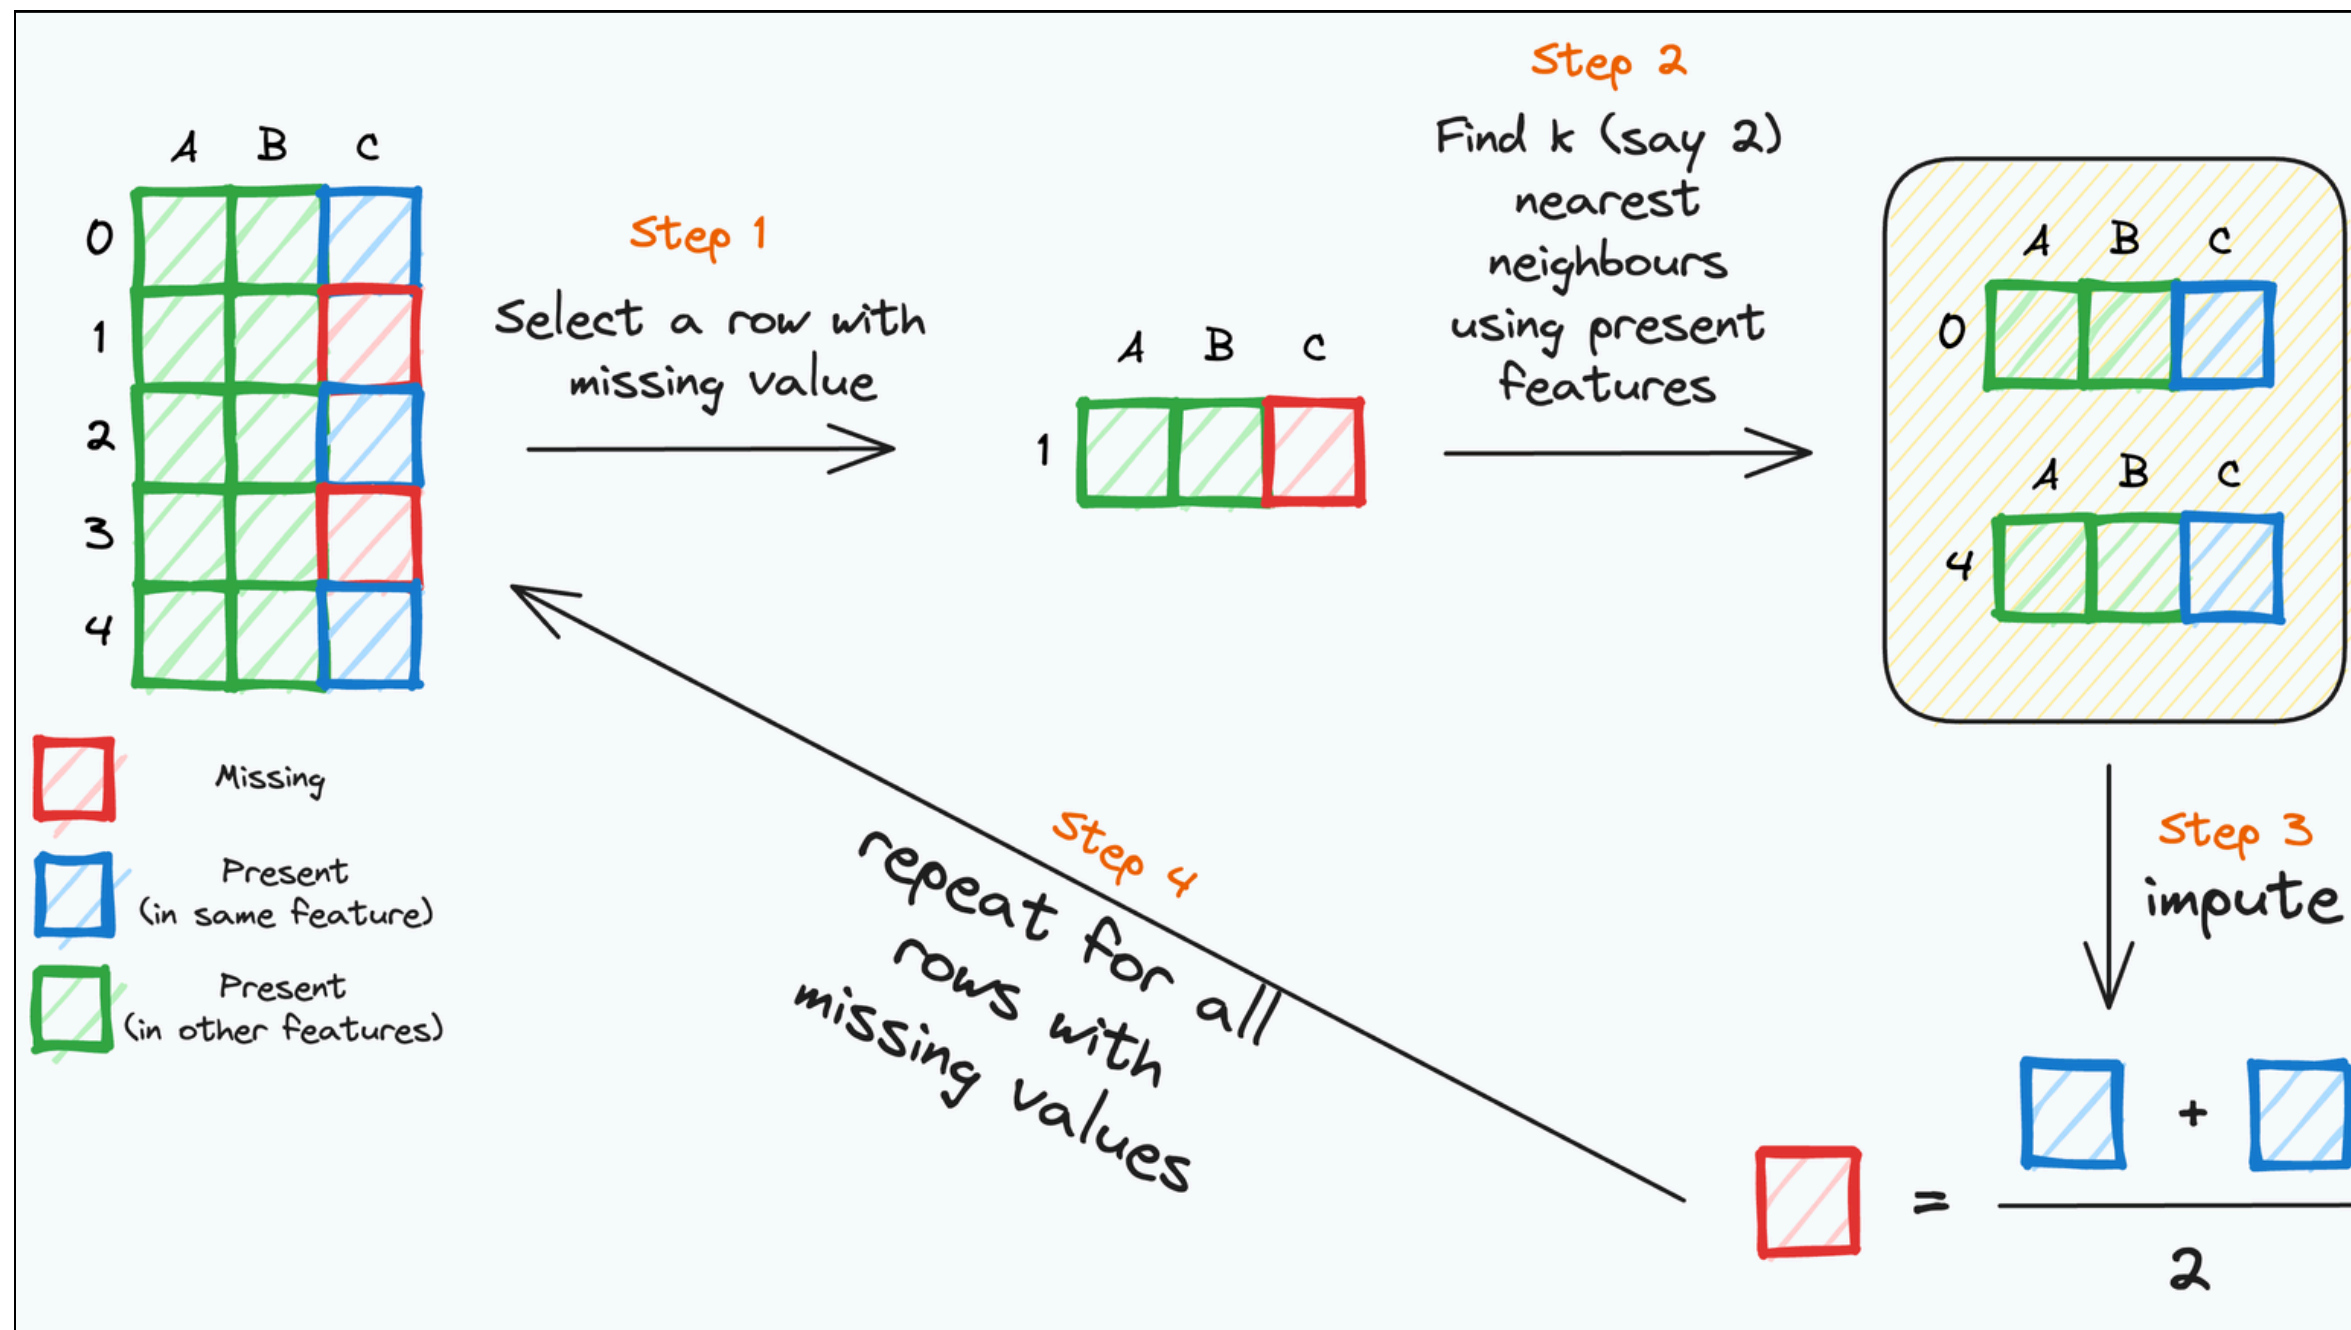 A B C
0
1
2
3
4
Missing
Present
(in same feature)
Present
(in other features)
Step 1
Select a row with
missing value
A B C
1
Step 2
Find k (say 2)
nearest
neighbours
using present
features
A B C
0
A B C
4
Step 3
impute
+
=
2
Step 4
repeat for all
rows with
missing values